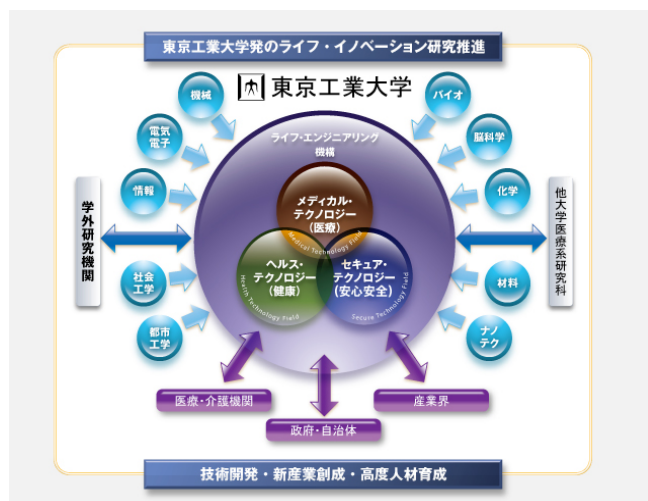 東京工業大学発のライフ・イノベーション研究推進
東京工業大学
機械
バイオ
電気
電子
脳科学
情報
化学
ライフ・エンジニアリング
機構
メディカル・
テクノロジー
(医療)
Medical Technology Field
ヘルス・
テクノロジー
(健康)
Health Technology Field
セキュア・
テクノロジー
(安心安全)
Secure Technology Field
学外研究機関
他大学医療系研究科
社会
工学
材料
都市
工学
ナノ
テク
医療・介護機関
産業界
政府・自治体
技術開発・新産業創成・高度人材育成